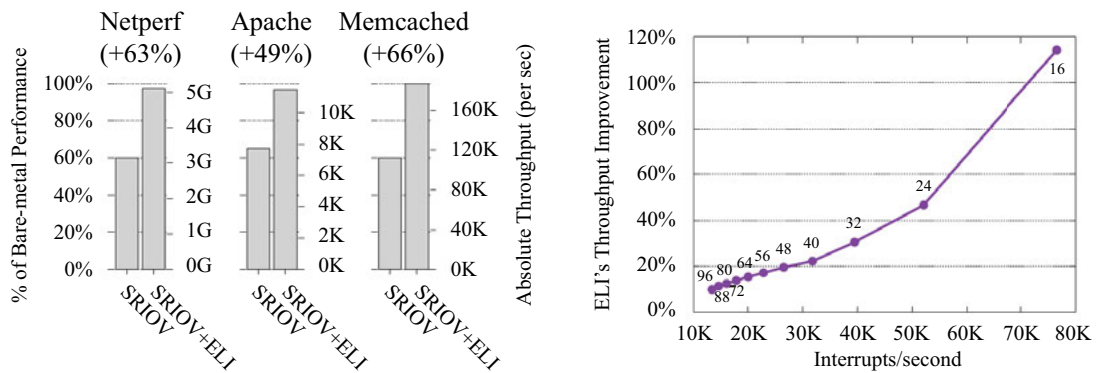 Netperf
(+63%)
Apache
(+49%)
Memcached
(+66%)
% of Bare-metal Performance
100%
80%
60%
40%
20%
0%
5G
4G
3G
2G
1G
0G
10K
8K
6K
4K
2K
0K
160K
120K
80K
40K
0K
Absolute Throughput (per sec)
SRIOV
SRIOV+ELI
SRIOV
SRIOV+ELI
SRIOV
SRIOV+ELI
ELI's Throughput Improvement
120%
100%
80%
60%
40%
20%
0%
16
24
32
40
48
56
64
72
80
88
96
10K 20K 30K 40K 50K 60K 70K 80K
Interrupts/second